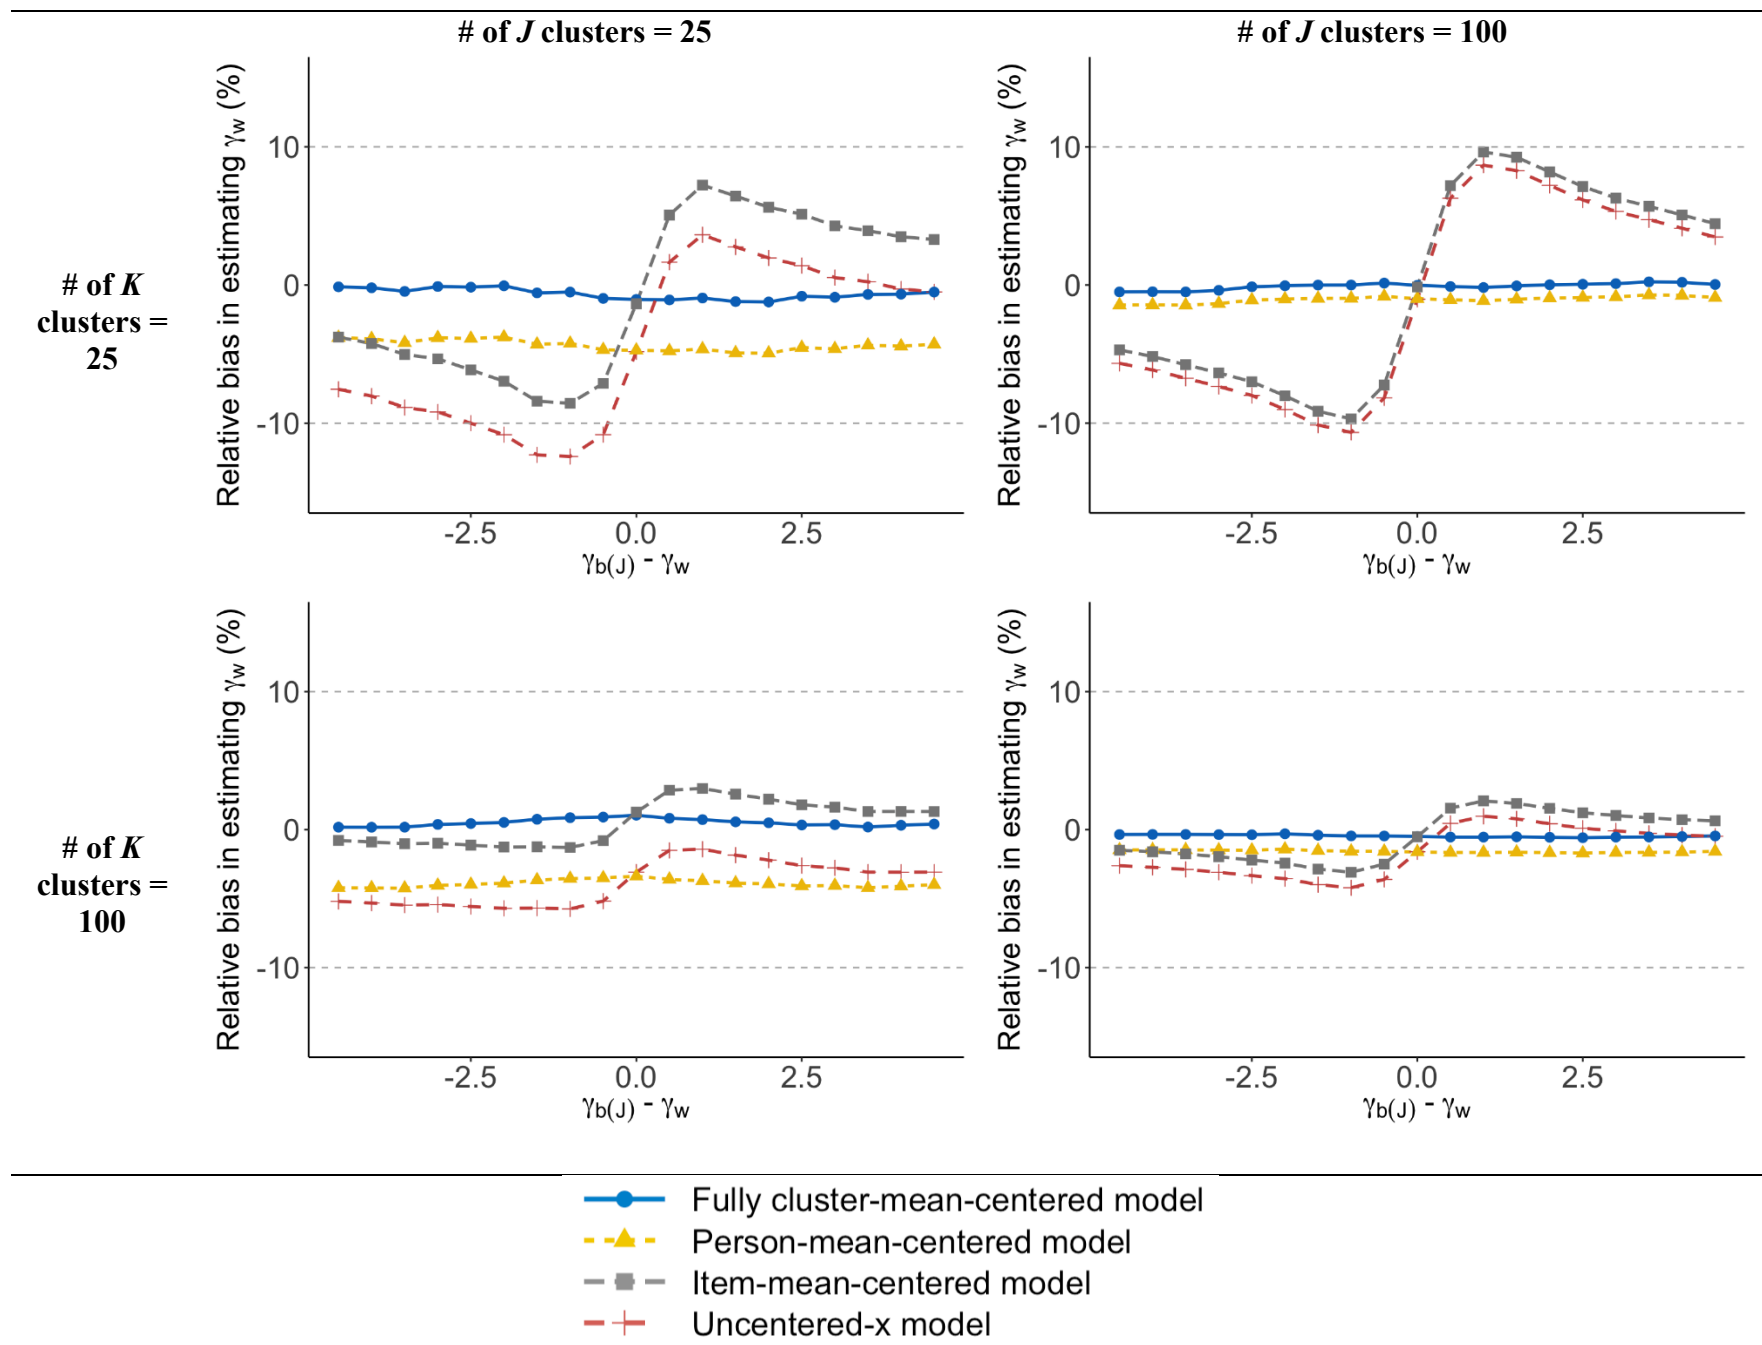 # of J clusters = 25
# of J clusters = 100
# of K
clusters =
25
Relative bias in estimating γw (%)
10
0
-10
-2.5
0.0
2.5
γb(J) - γw
Relative bias in estimating γw (%)
10
0
-10
-2.5
0.0
2.5
γb(J) - γw
# of K
clusters =
100
Relative bias in estimating γw (%)
10
0
-10
-2.5
0.0
2.5
γb(J) - γw
Relative bias in estimating γw (%)
10
0
-10
-2.5
0.0
2.5
γb(J) - γw
Fully cluster-mean-centered model
Person-mean-centered model
Item-mean-centered model
Uncentered-x model